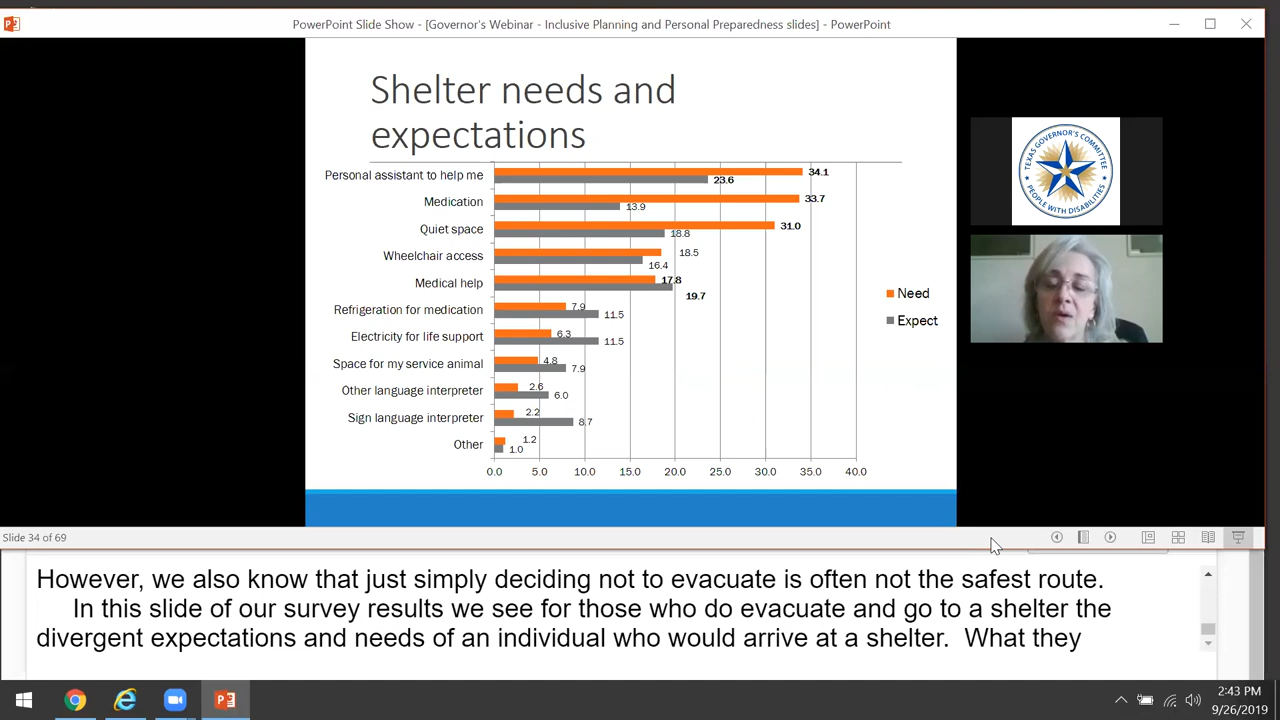 PowerPoint Slide Show - [Governor's Webinar - Inclusive Planning and Personal Preparedness slides] - PowerPoint
Shelter needs and
expectations
Personal assistant to help me
34.1
23.6
Medication
33.7
13.9
Quiet space
31.0
18.8
Wheelchair access
18.5
16.4
Medical help
17.8
19.7
Refrigeration for medication
7.9
11.5
Electricity for life support
6.3
11.5
Space for my service animal
4.8
7.9
Other language interpreter
2.6
6.0
Sign language interpreter
2.2
8.7
Other
1.2
1.0
0.0 5.0 10.0 15.0 20.0 25.0 30.0 35.0 40.0
Need
Expect
TEXAS GOVERNOR'S COMMITTEE
PEOPLE WITH DISABILITIES
Slide 34 of 69
However, we also know that just simply deciding not to evacuate is often not the safest route.
In this slide of our survey results we see for those who do evacuate and go to a shelter the
divergent expectations and needs of an individual who would arrive at a shelter. What they
2:43 PM
9/26/2019